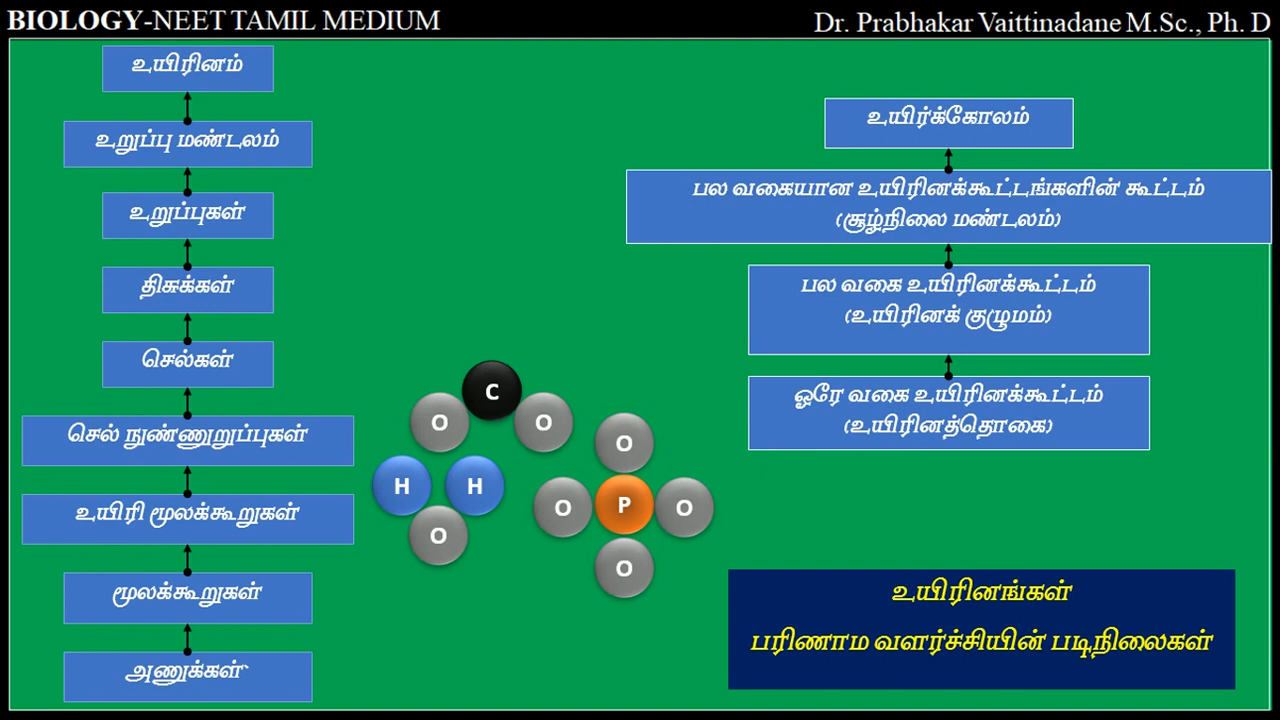 BIOLOGY-NEET TAMIL MEDIUM
Dr. Prabhakar Vaittinadane M.Sc., Ph. D
உயிரினம்
உறுப்பு மண்டலம்
உறுப்புகள்
திசுக்கள்
செல்கள்
செல் நுண்ணுறுப்புகள்
உயிரி மூலக்கூறுகள்
மூலக்கூறுகள்
அணுக்கள்`
C
O
O
H
H
O
O
O
P
O
O
உயிர்க்கோலம்
பல வகையான உயிரினக்கூட்டங்களின் கூட்டம்
(சூழ்நிலை மண்டலம்)
பல வகை உயிரினக்கூட்டம்
(உயிரினக் குழுமம்)
ஓரே வகை உயிரினக்கூட்டம்
(உயிரினத்தொகை)
உயிரினங்கள்
பரிணாம வளர்ச்சியின் படிநிலைகள்